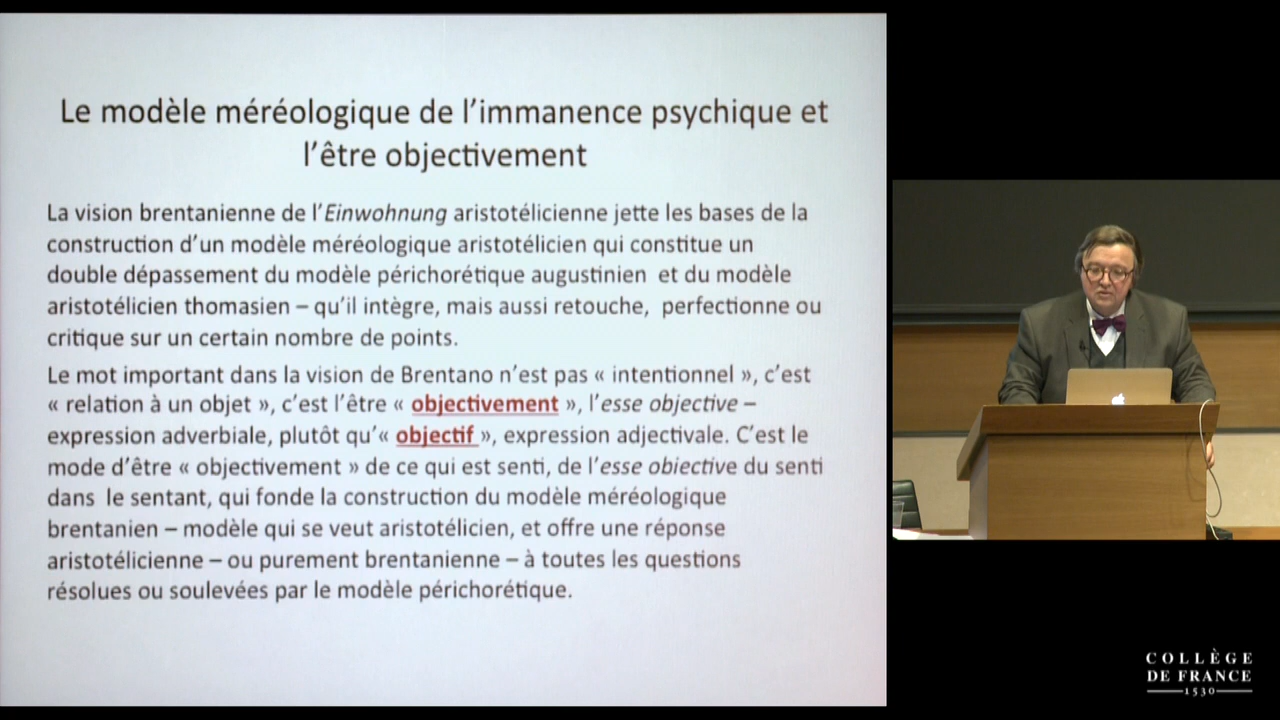 Le modèle méréologique de l'immanence psychique et
l'être objectivement
La vision brentanienne de l'Einwohnung aristotélicienne jette les bases de la
construction d'un modèle méréologique aristotélicien qui constitue un
double dépassement du modèle périchorétique augustinien et du modèle
aristotélicien thomasien – qu'il intègre, mais aussi retouche, perfectionne ou
critique sur un certain nombre de points.
Le mot important dans la vision de Brentano n'est pas « intentionnel », c'est
« relation à un objet », c'est l'être « objectivement », l'esse objective –
expression adverbiale, plutôt qu'« objectif », expression adjectivale. C'est le
mode d'être « objectivement » de ce qui est senti, de l'esse obiective du senti
dans le sentant, qui fonde la construction du modèle méréologique
brentanien – modèle qui se veut aristotélicien, et offre une réponse
aristotélicienne – ou purement brentanienne – à toutes les questions
résolues ou soulevées par le modèle périchorétique.
COLLÈGE
DE FRANCE
1530